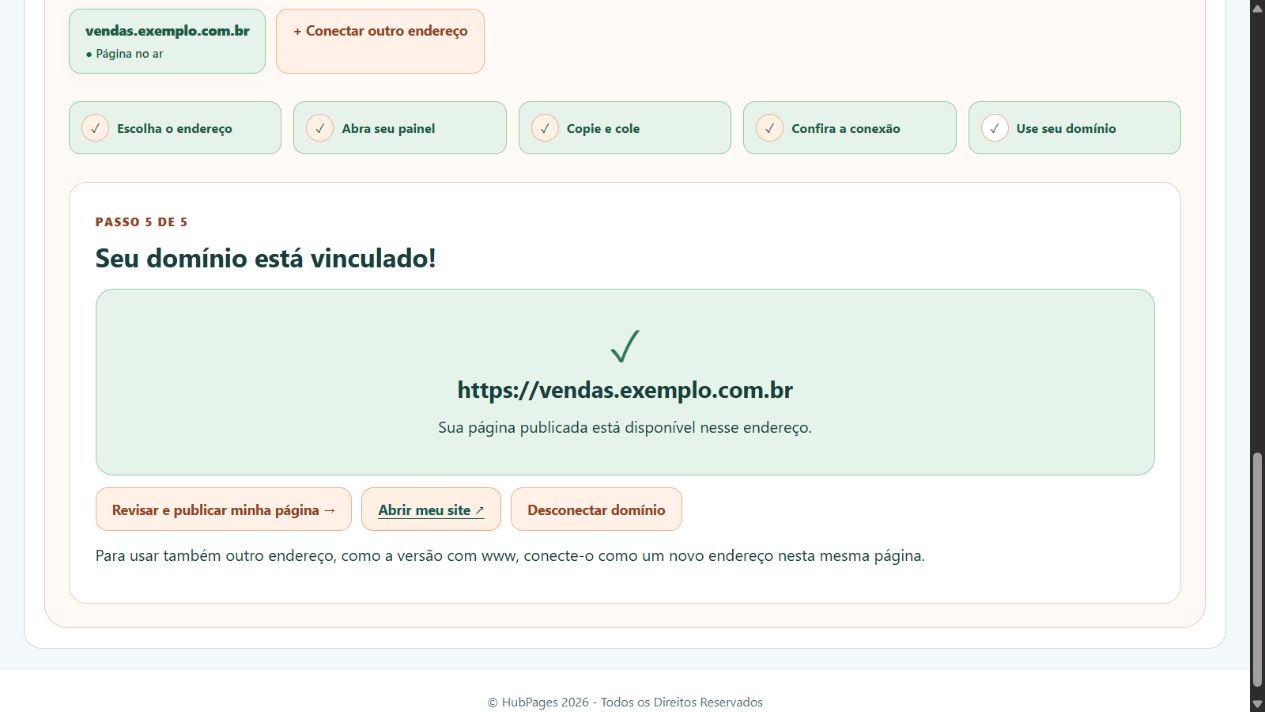 vendas.exemplo.com.br
● Página no ar
+ Conectar outro endereço
✓ Escolha o endereço
✓ Abra seu painel
✓ Copie e cole
✓ Confira a conexão
✓ Use seu domínio
PASSO 5 DE 5
Seu domínio está vinculado!
✓
https://vendas.exemplo.com.br
Sua página publicada está disponível nesse endereço.
Revisar e publicar minha página →
Abrir meu site ↗
Desconectar domínio
Para usar também outro endereço, como a versão com www, conecte-o como um novo endereço nesta mesma página.
© HubPages 2026 - Todos os Direitos Reservados